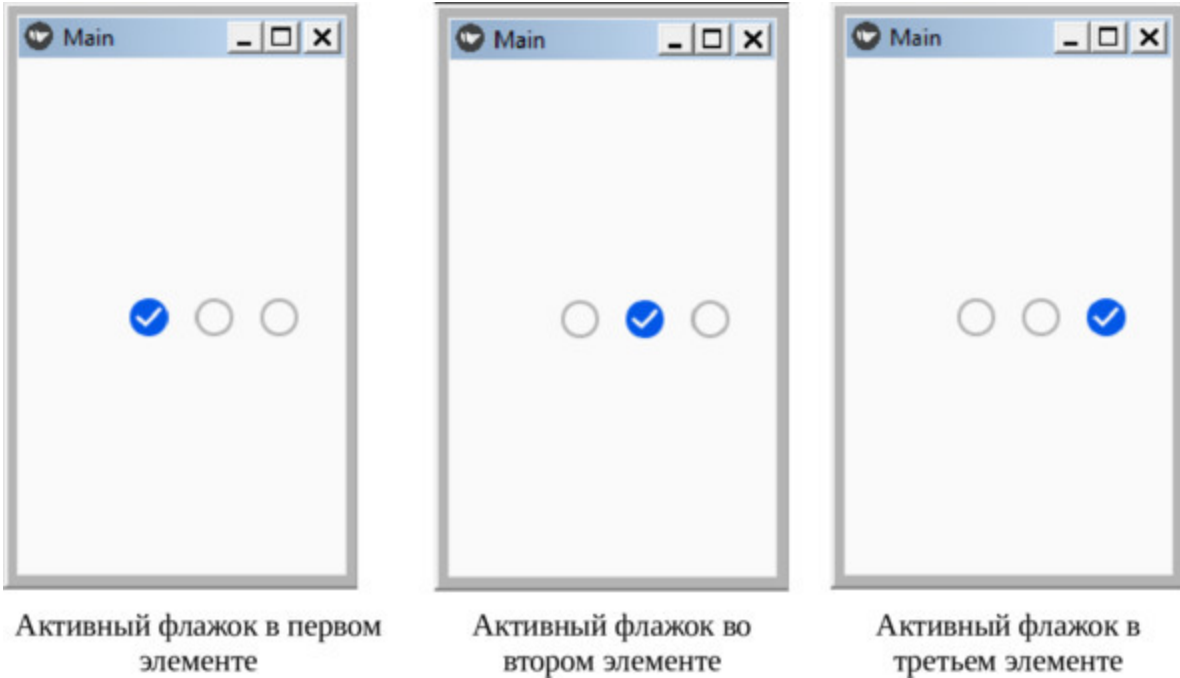 Main
Main
Main
Активный флажок в первом
элементе
Активный флажок во
втором элементе
Активный флажок в
третьем элементе